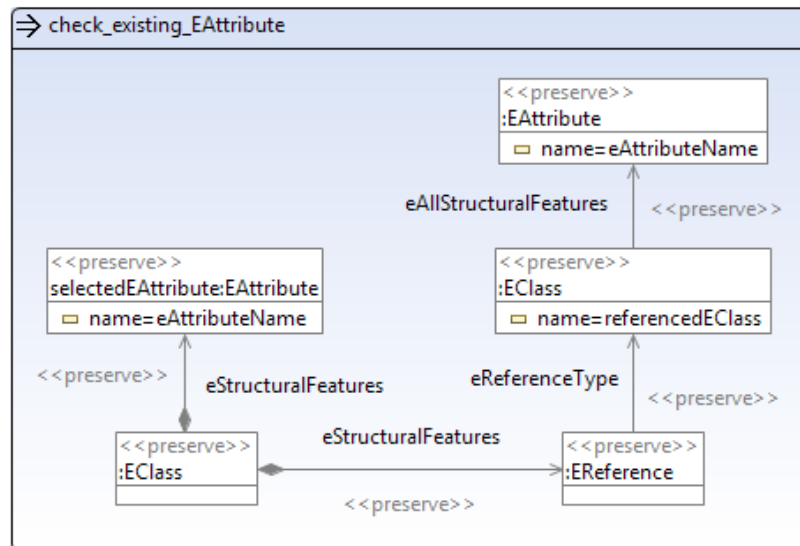 check_existing_EAttribute
<<preserve>>
:EAttribute
name=eAttributeName
eAllStructuralFeatures
<<preserve>>
<<preserve>>
selectedEAttribute:EAttribute
name=eAttributeName
<<preserve>>
:EClass
name=referencedEClass
<<preserve>>
eStructuralFeatures
eReferenceType
<<preserve>>
<<preserve>>
:EClass
eStructuralFeatures
<<preserve>>
<<preserve>>
:EReference